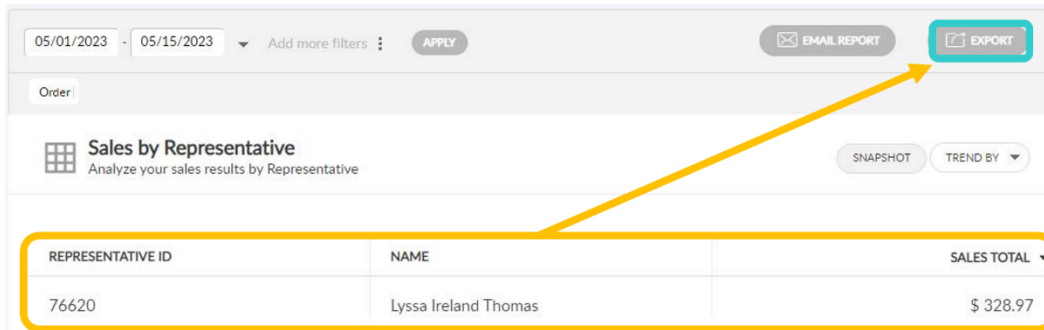 05/01/2023 - 05/15/2023 Add more filters APPLY EMAIL REPORT EXPORT
Order
Sales by Representative
Analyze your sales results by Representative
SNAPSHOT TREND BY
REPRESENTATIVE ID NAME SALES TOTAL
76620 Lyssa Ireland Thomas $ 328.97